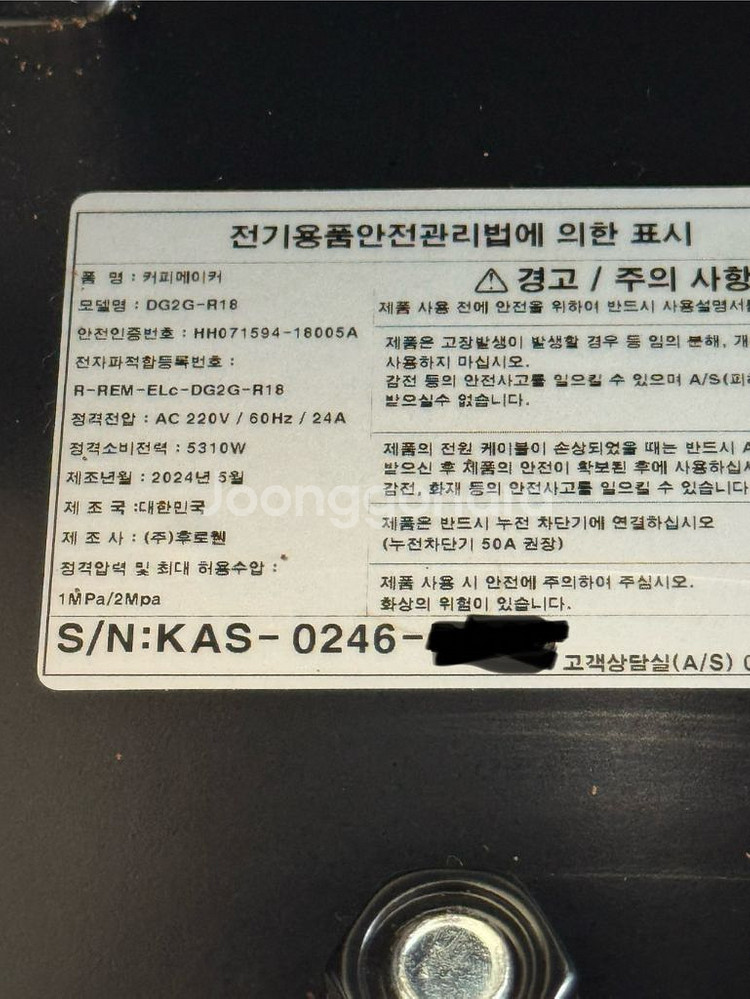 전기용품안전관리법에 의한 표시
품 명 : 커피메이커
모델명 : DG2G-R18
안전인증번호 : HH071594-18005A
전자파적합등록번호 :
R-REM-ELc-DG2G-R18
정격전압 : AC 220V / 60Hz / 24A
정격소비전력 : 5310W
제조년월 : 2024년 5월
제 조 국 :대한민국
제 조 사 : (주)후로웬
정격압력 및 최대 허용수압 :
1MPa/2Mpa
⚠ 경고 / 주의 사항
제품 사용 전에 안전을 위하여 반드시 사용설명서를
제품은 고장발생이 발생할 경우 등 임의 분해, 개
사용하지 마십시오.
감전 등의 안전사고를 일으킬 수 있으며 A/S(피해
받으실수 없습니다.
제품의 전원 케이블이 손상되었을 때는 반드시 A
받으신 후 제품의 안전이 확보된 후에 사용하십시
감전, 화재 등의 안전사고를 일으킬 수 있습니다
제품은 반드시 누전 차단기에 연결하십시오
(누전차단기 50A 권장)
제품 사용 시 안전에 주의하여 주십시오.
화상의 위험이 있습니다.
S/N:KAS-0246-
고객상담실(A/S) 0
Joonggonara